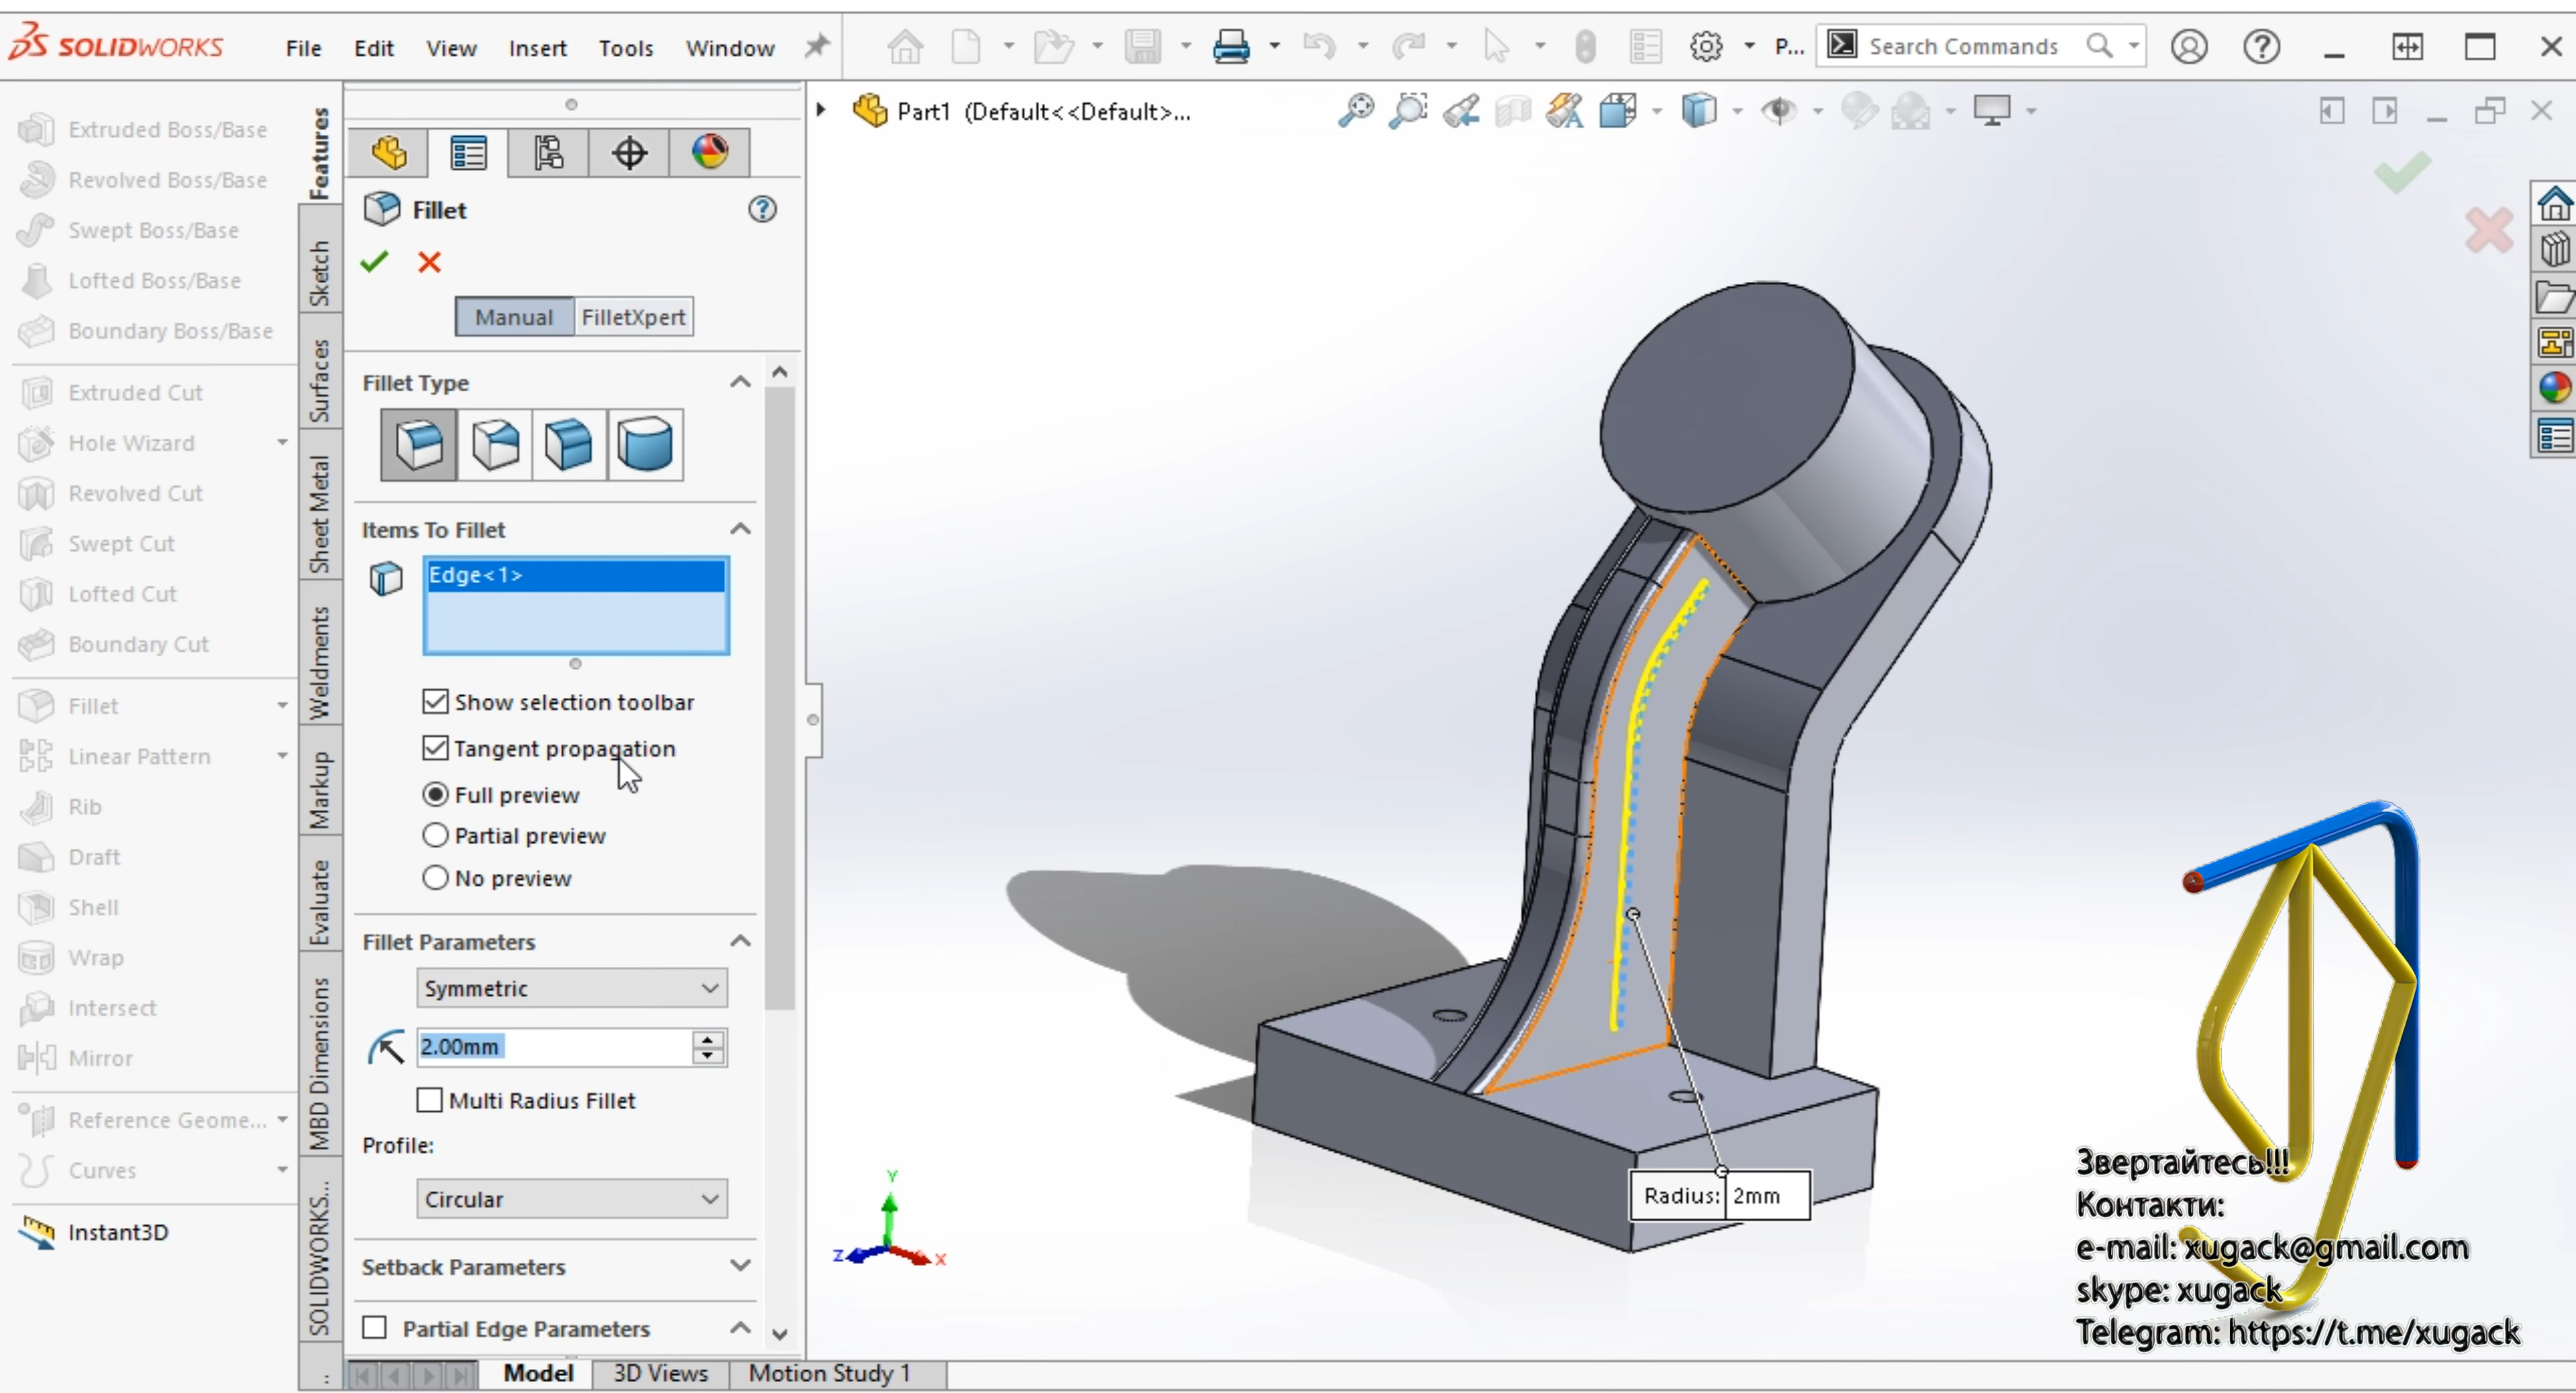 SOLIDWORKS
File Edit View Insert Tools Window
P...
Search Commands
Extruded Boss/Base
Revolved Boss/Base
Swept Boss/Base
Lofted Boss/Base
Boundary Boss/Base
Extruded Cut
Hole Wizard
Revolved Cut
Swept Cut
Lofted Cut
Boundary Cut
Fillet
Linear Pattern
Rib
Draft
Shell
Wrap
Intersect
Mirror
Reference Geome...
Curves
Instant3D
Features
Sketch
Surfaces
Sheet Metal
Weldments
Markup
Evaluate
MBD Dimensions
SOLIDWORKS...
Fillet
Manual FilletXpert
Fillet Type
Items To Fillet
Edge<1>
Show selection toolbar
Tangent propagation
Full preview
Partial preview
No preview
Fillet Parameters
Symmetric
2.00mm
Multi Radius Fillet
Profile:
Circular
Setback Parameters
Partial Edge Parameters
Model 3D Views Motion Study 1
Part1 (Default<<Default>...
Y
Z
X
Radius: 2mm
Звертайтесь!!!
Контакти:
e-mail: xugack@gmail.com
skype: xugack
Telegram: https://t.me/xugack